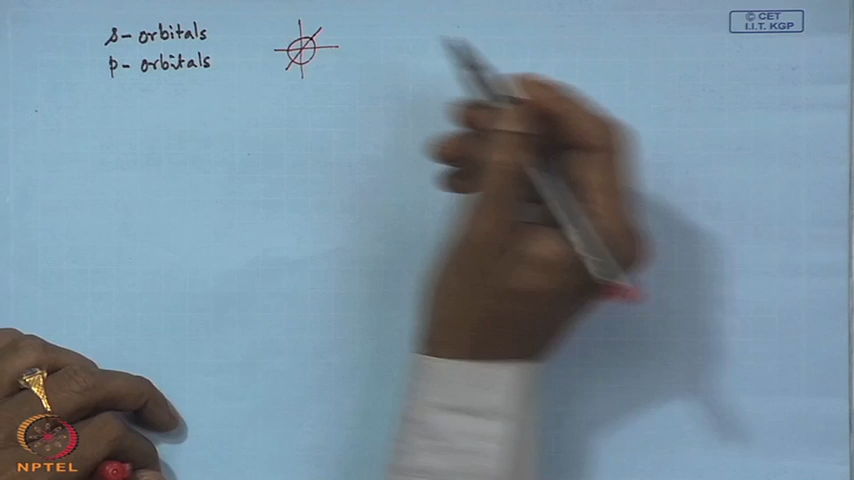 s- orbitals
p- orbitals
© CET
I.I.T. KGP
NPTEL